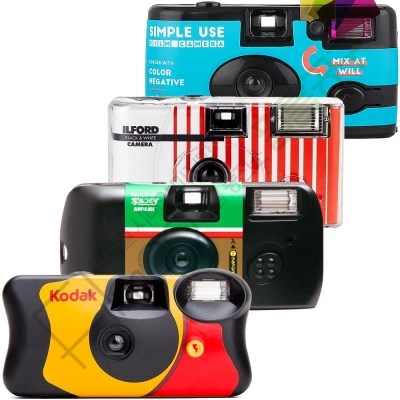 SIMPLE USE
FILM CAMERA
LOADED WITH
COLOR
NEGATIVE
MIX AT
WILL
ILFORD
BLACK & WHITE
CAMERA
Kodak